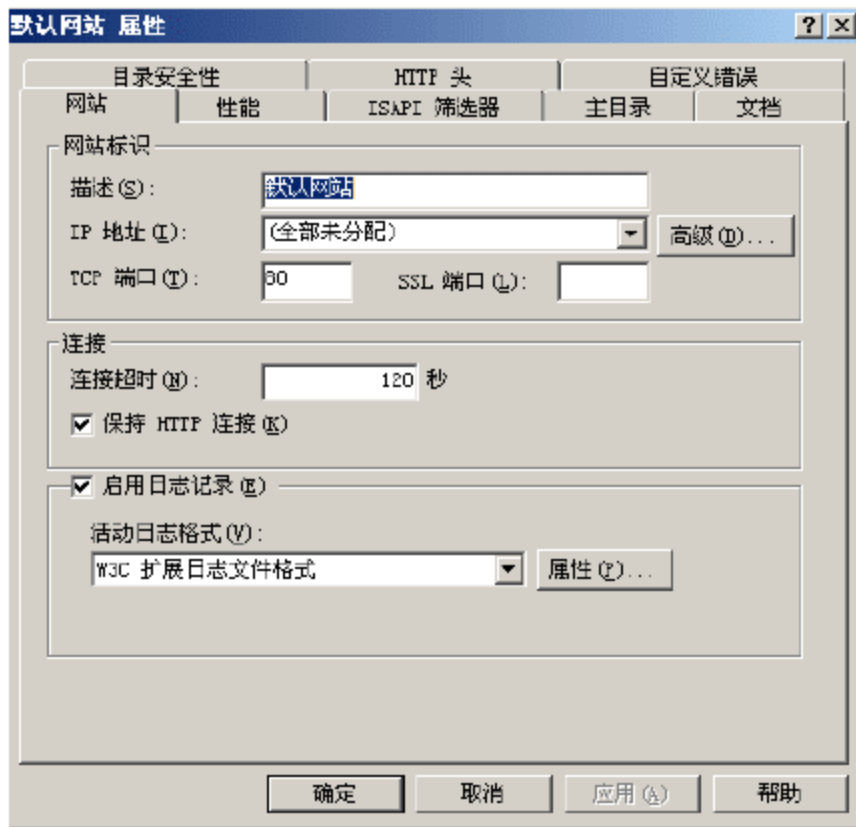 默认网站 属性
目录安全性 HTTP 头 自定义错误
网站 性能 ISAPI 筛选器 主目录 文档
网站标识
描述(S): 默认网站
IP 地址(I): (全部未分配) 高级(D)...
TCP 端口(T): 80 SSL 端口(L):
连接
连接超时(N): 120 秒
保持 HTTP 连接(K)
启用日志记录(E)
活动日志格式(V):
W3C 扩展日志文件格式 属性(P)...
确定 取消 应用(A) 帮助